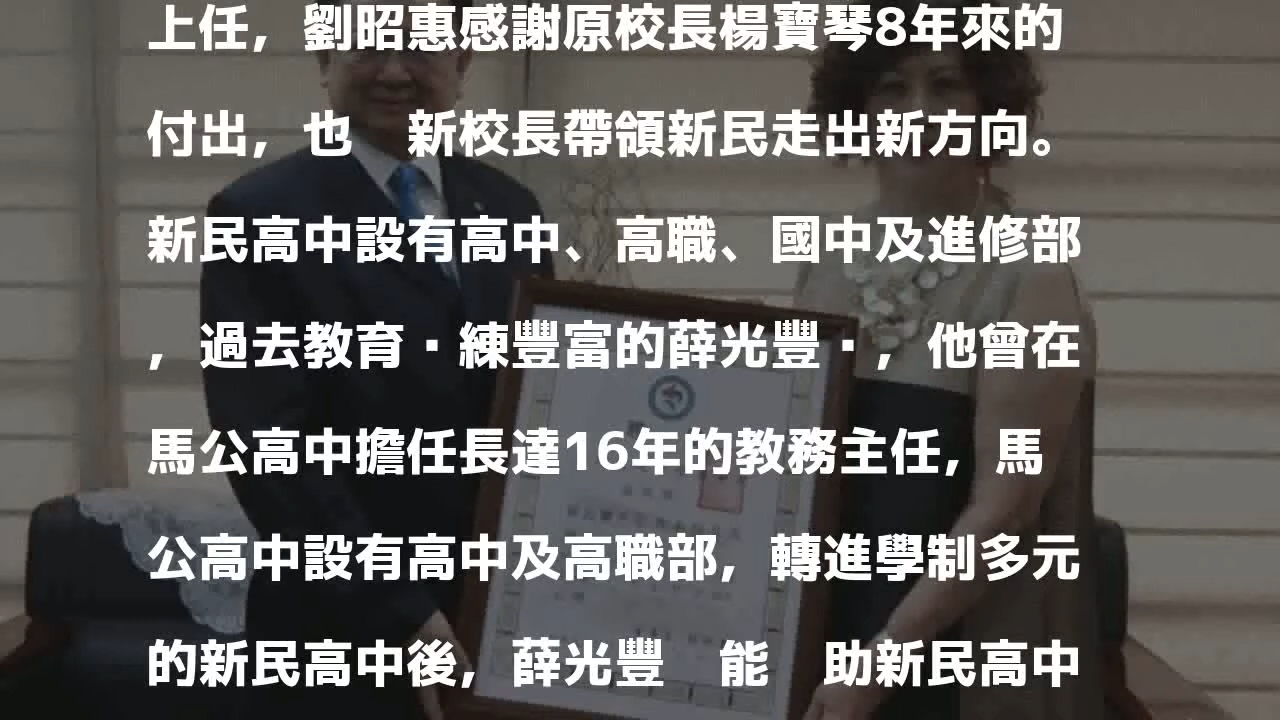 上任，劉昭惠感謝原校長楊寶琴8年來的
付出，也　新校長帶領新民走出新方向。
新民高中設有高中、高職、國中及進修部
，過去教育·練豐富的薛光豐·，他曾在
馬公高中擔任長達16年的教務主任，馬
公高中設有高中及高職部，轉進學制多元
的新民高中後，薛光豐　能　助新民高中